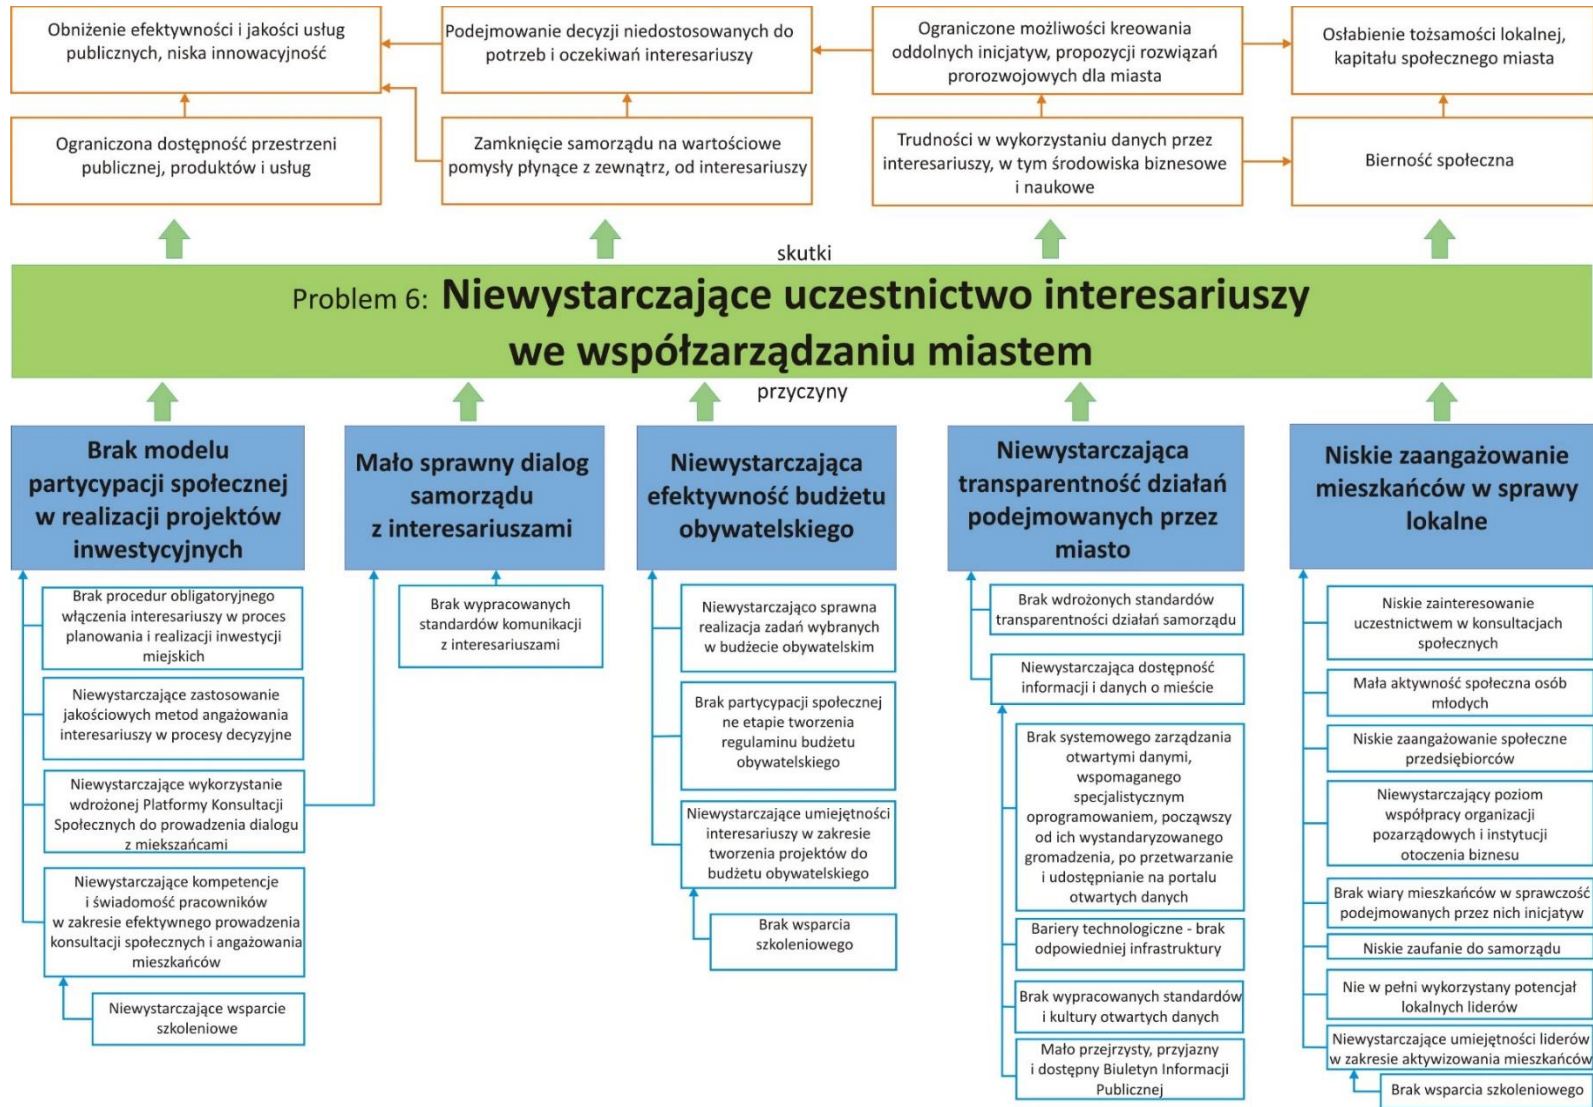 Obniżenie efektywności i jakości usług
publicznych, niska innowacyjność
Podejmowanie decyzji niedostosowanych do
potrzeb i oczekiwań interesariuszy
Ograniczone możliwości kreowania
oddolnych inicjatyw, propozycji rozwiązań
prorozwojowych dla miasta
Osłabienie tożsamości lokalnej,
kapitału społecznego miasta
Ograniczona dostępność przestrzeni
publicznej, produktów i usług
Zamknięcie samorządu na wartościowe
pomysły płynące z zewnątrz, od interesariuszy
Trudności w wykorzystaniu danych przez
interesariuszy, w tym środowiska biznesowe
i naukowe
Bierność społeczna
skutki
Problem 6: Niewystarczające uczestnictwo interesariuszy
we współzarządzaniu miastem
przyczyny
Brak modelu
partycypacji społecznej
w realizacji projektów
inwestycyjnych
Brak procedur obligatoryjnego
włączenia interesariuszy w proces
planowania i realizacji inwestycji
miejskich
Niewystarczające zastosowanie
jakościowych metod angażowania
interesariuszy w procesy decyzyjne
Niewystarczające wykorzystanie
wdrożonej Platformy Konsultacji
Społecznych do prowadzenia dialogu
z miekszańcami
Niewystarczające kompetencje
i świadomość pracowników
w zakresie efektywnego prowadzenia
konsultacji społecznych i angażowania
mieszkańców
Niewystarczające wsparcie
szkoleniowe
Mało sprawny dialog
samorządu
z interesariuszami
Brak wypracowanych
standardów komunikacji
z interesariuszami
Niewystarczająca
efektywność budżetu
obywatelskiego
Niewystarczająco sprawna
realizacja zadań wybranych
w budżecie obywatelskim
Brak partycypacji społecznej
ne etapie tworzenia
regulaminu budżetu
obywatelskiego
Niewystarczające umiejętności
interesariuszy w zakresie
tworzenia projektów do
budżetu obywatelskiego
Brak wsparcia
szkoleniowego
Niewystarczająca
transparentność działań
podejmowanych przez
miasto
Brak wdrożonych standardów
transparentności działań samorządu
Niewystarczająca dostępność
informacji i danych o mieście
Brak systemowego zarządzania
otwartymi danymi,
wspomaganego
specjalistycznym
oprogramowaniem, począwszy
od ich wystandaryzowanego
gromadzenia, po przetwarzanie
i udostępnianie na portalu
otwartych danych
Bariery technologiczne - brak
odpowiedniej infrastruktury
Brak wypracowanych standardów
i kultury otwartych danych
Mało przejrzysty, przyjazny
i dostępny Biuletyn Informacji
Publicznej
Niskie zaangażowanie
mieszkańców w sprawy
lokalne
Niskie zainteresowanie
uczestnictwem w konsultacjach
społecznych
Mała aktywność społeczna osób
młodych
Niskie zaangażowanie społeczne
przedsiębiorców
Niewystarczający poziom
współpracy organizacji
pozarządowych i instytucji
otoczenia biznesu
Brak wiary mieszkańców w sprawczość
podejmowanych przez nich inicjatyw
Niskie zaufanie do samorządu
Nie w pełni wykorzystany potencjał
lokalnych liderów
Niewystarczające umiejętności liderów
w zakresie aktywizowania mieszkańców
Brak wsparcia szkoleniowego